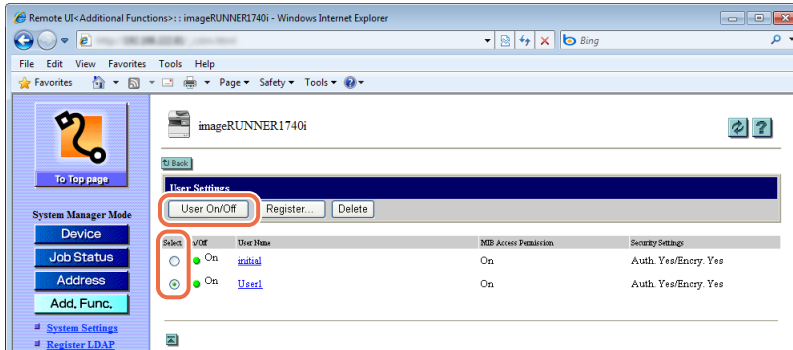 Remote UI<Additional Functions>: : imageRUNNER1740i - Windows Internet Explorer
Bing
File Edit View Favorites Tools Help
Favorites Page Safety Tools
imageRUNNER1740i
Back
To Top page
User Settings
User On/Off Register... Delete
System Manager Mode
Device
Job Status
Address
Add. Func.
System Settings
Register LDAP
Select n/Off User Name MIB Access Permission Security Settings
On initial On Auth. Yes/Encry. Yes
On User1 On Auth. Yes/Encry. Yes